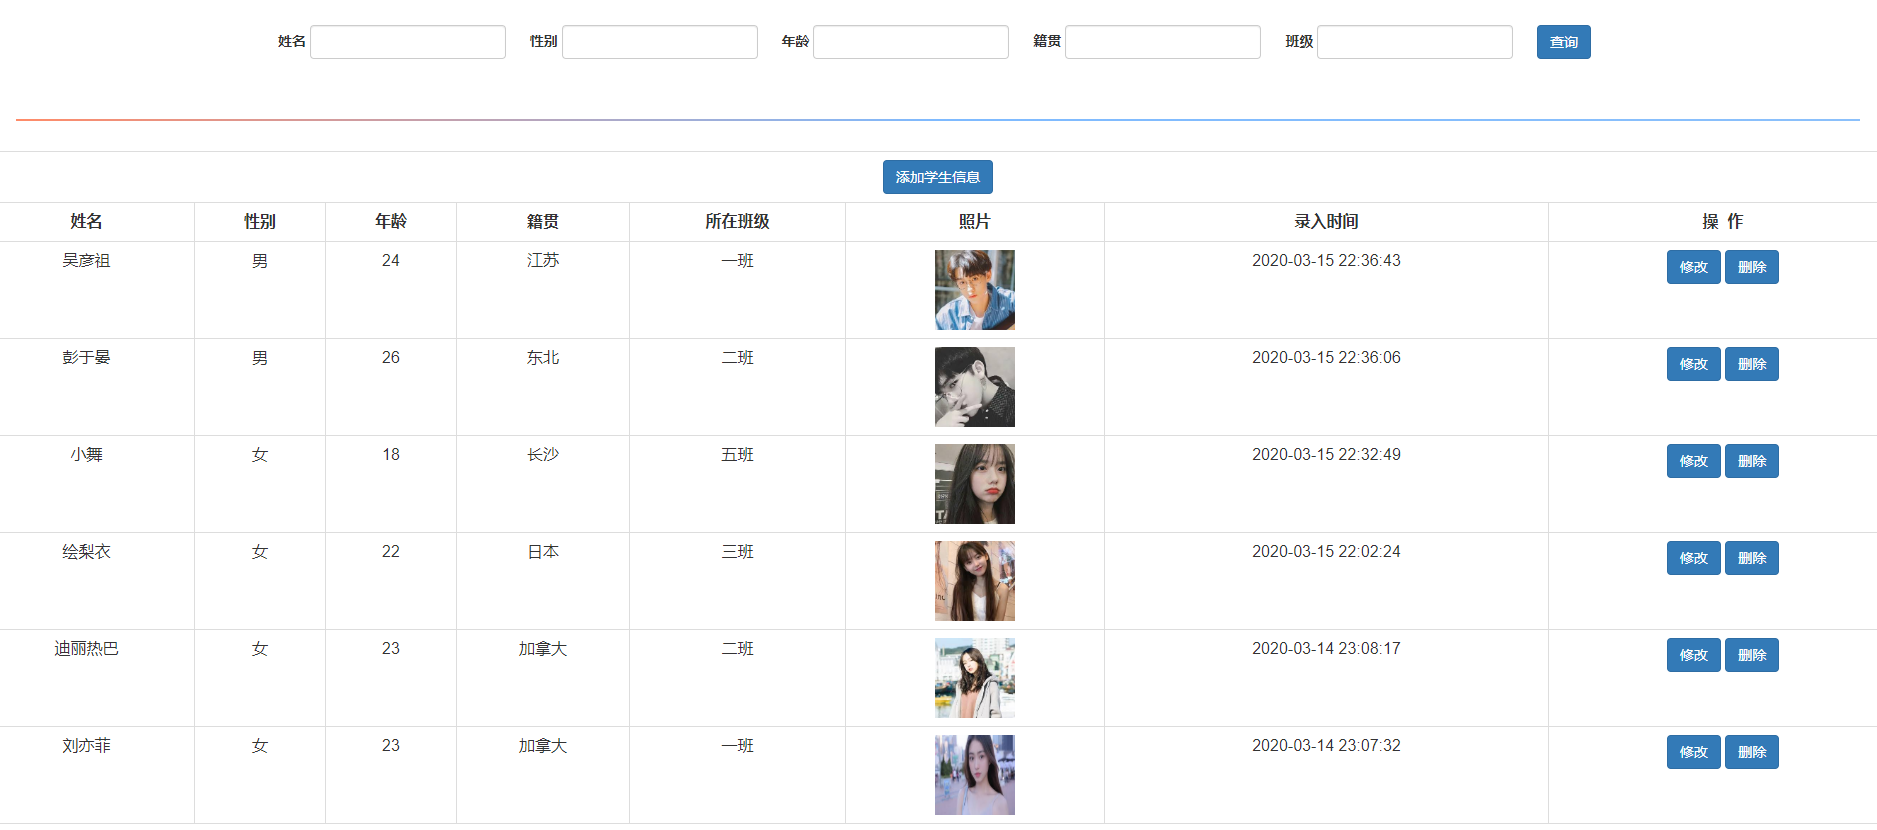 姓名 性别 年龄 籍贯 班级 查询
添加学生信息
姓名 性别 年龄 籍贯 所在班级 照片 录入时间 操 作
吴彦祖 男 24 江苏 一班 2020-03-15 22:36:43 修改 删除
彭于晏 男 26 东北 二班 2020-03-15 22:36:06 修改 删除
小舞 女 18 长沙 五班 2020-03-15 22:32:49 修改 删除
绘梨衣 女 22 日本 三班 2020-03-15 22:02:24 修改 删除
迪丽热巴 女 23 加拿大 二班 2020-03-14 23:08:17 修改 删除
刘亦菲 女 23 加拿大 一班 2020-03-14 23:07:32 修改 删除